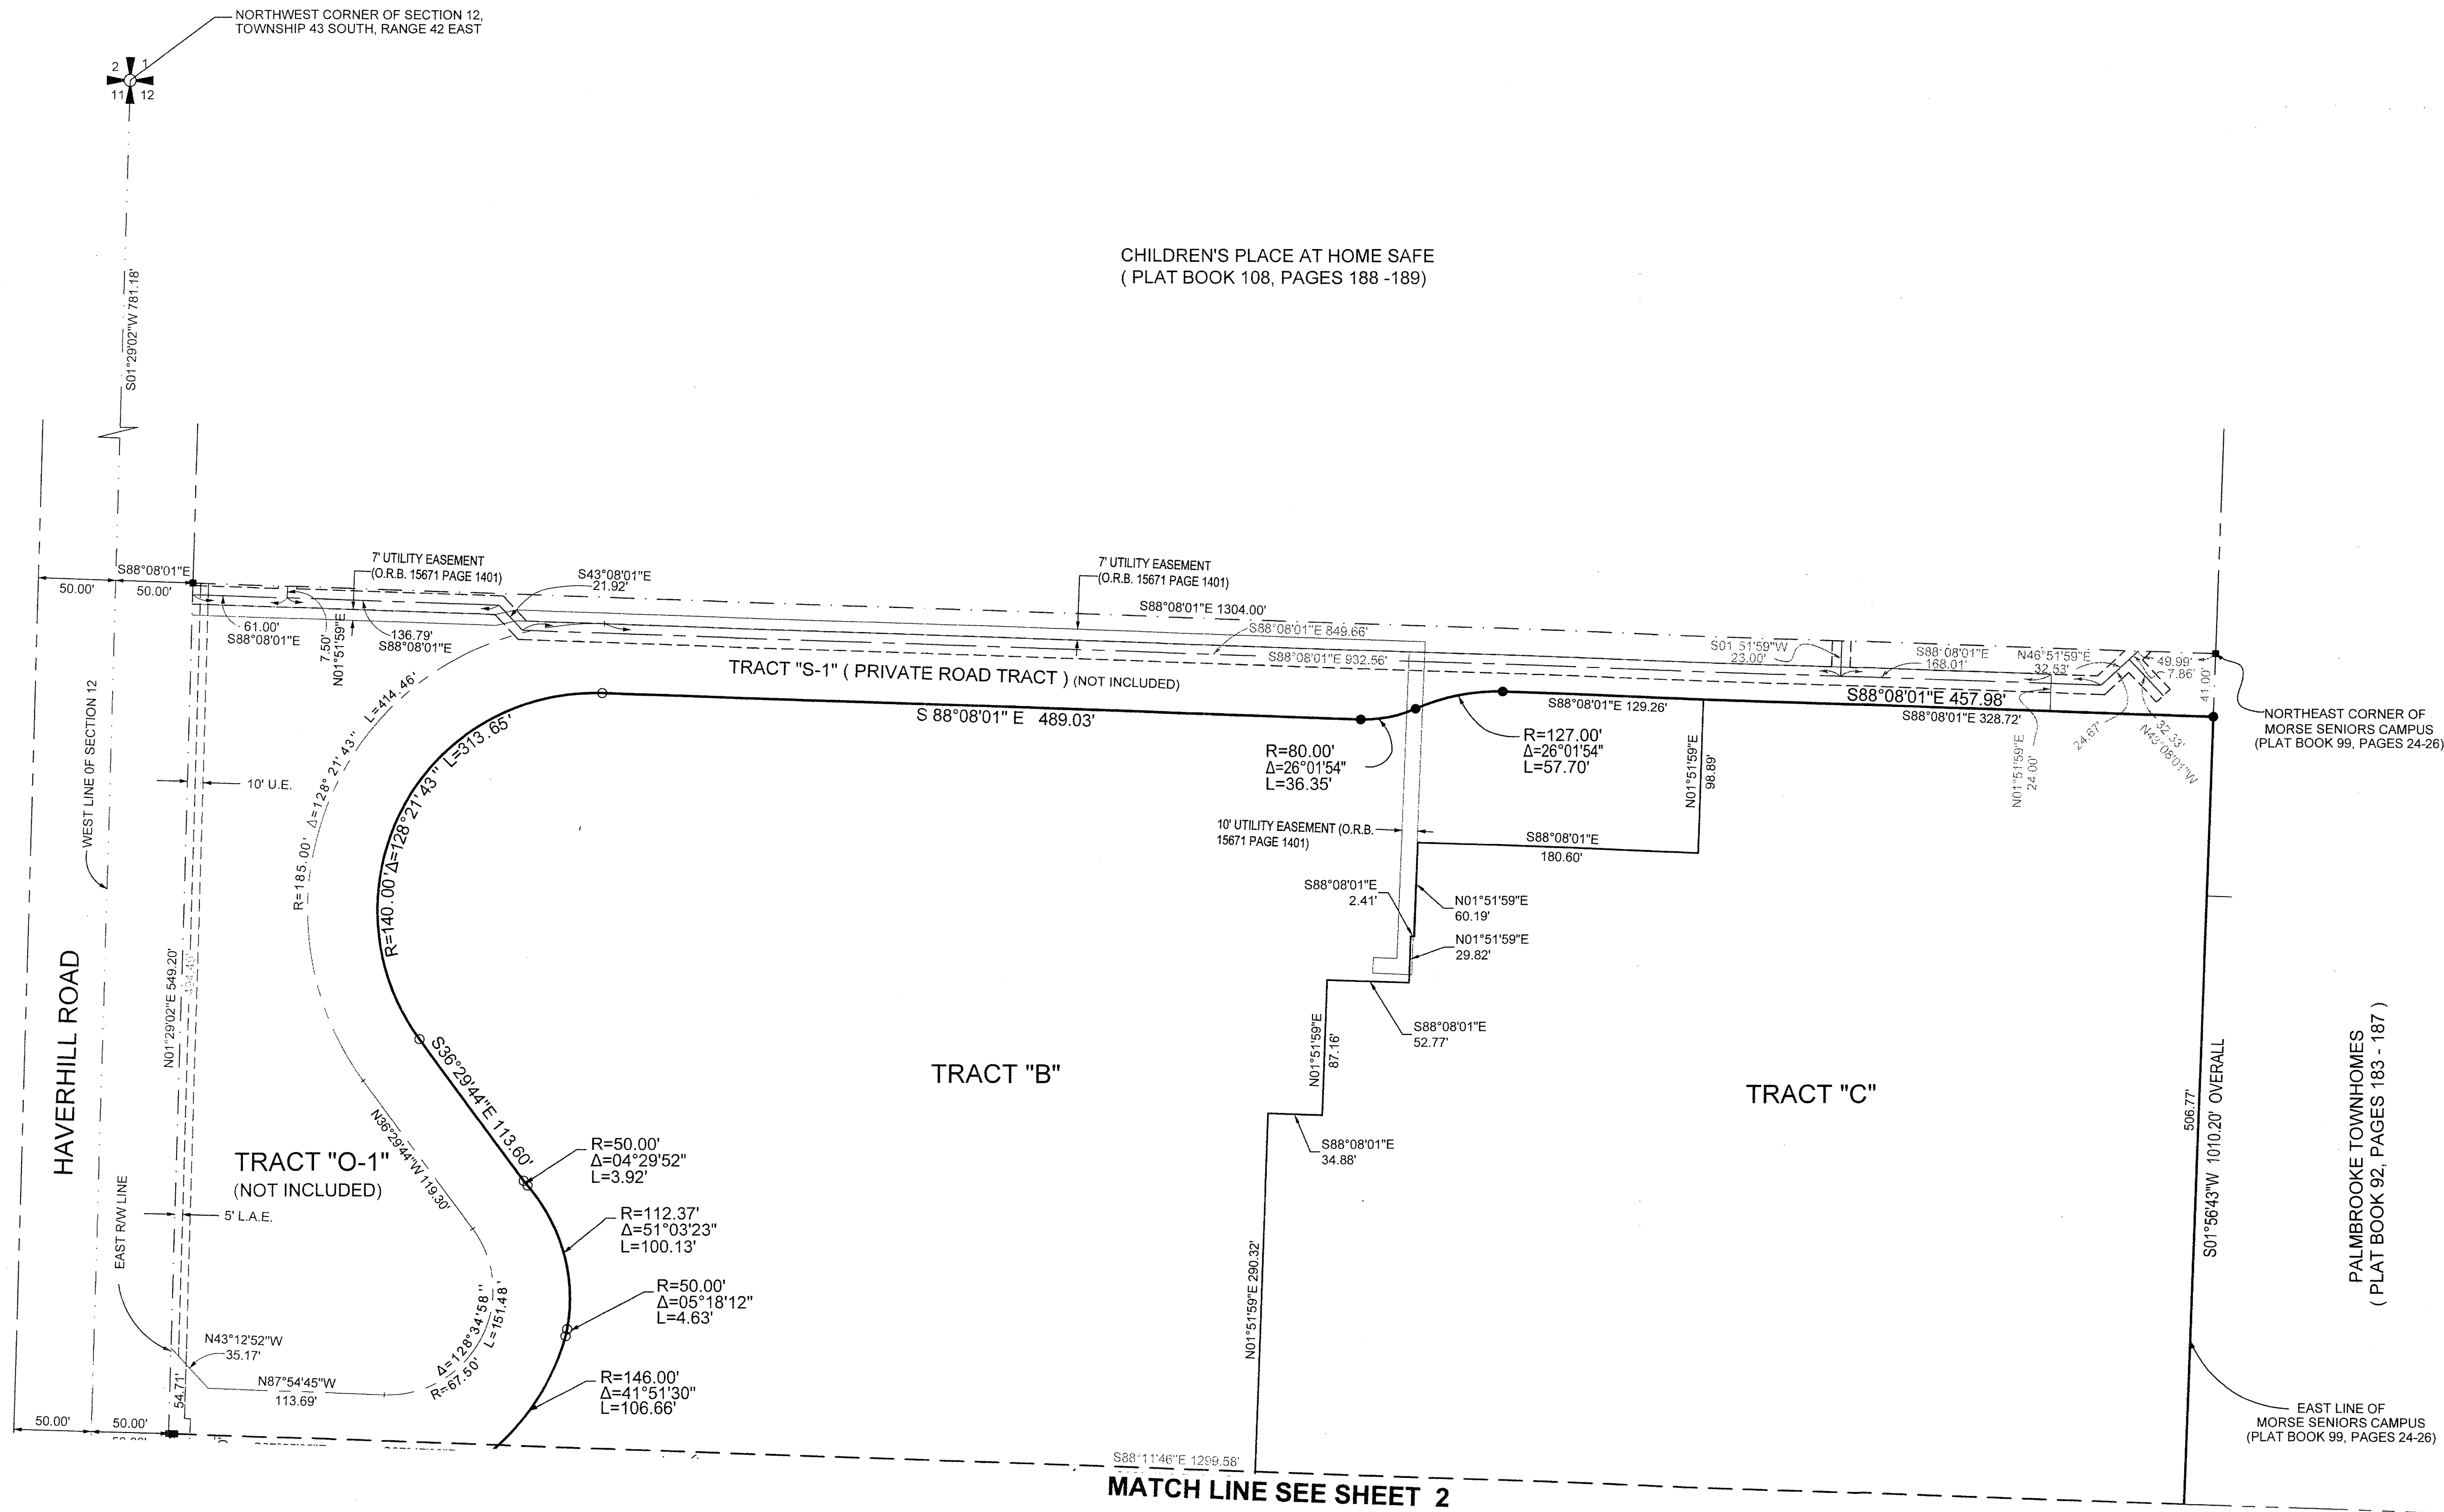 NORTHWEST CORNER OF SECTION 12,
TOWNSHIP 43 SOUTH, RANGE 42 EAST
2 1
11 12
S01°29'02"W 781.18'
CHILDREN'S PLACE AT HOME SAFE
( PLAT BOOK 108, PAGES 188 -189)
S88°08'01"E
50.00'
50.00'
7' UTILITY EASEMENT
(O.R.B. 15671 PAGE 1401)
S43°08'01"E
21.92'
7' UTILITY EASEMENT
(O.R.B. 15671 PAGE 1401)
S88°08'01"E 1304.00'
61.00'
S88°08'01"E
7.50'
N01°51'59"E
136.79'
S88°08'01"E
S88°08'01"E 849.66'
S88°08'01"E 932.56'
TRACT "S-1" ( PRIVATE ROAD TRACT ) (NOT INCLUDED)
S01°51'59"W
23.00'
S88°08'01"E
168.01'
N46°51'59"E
32.53'
49.99'
7.86'
41.00'
S 88°08'01" E 489.03'
S88°08'01"E 129.26'
S88°08'01"E 457.98'
S88°08'01"E 328.72'
NORTHEAST CORNER OF
MORSE SENIORS CAMPUS
(PLAT BOOK 99, PAGES 24-26)
R=80.00'
Δ=26°01'54"
L=36.35'
R=127.00'
Δ=26°01'54"
L=57.70'
N01°51'59"E
98.89'
N01°51'59"E
24.00'
24.67'
32.33'
N43°08'01"W
WEST LINE OF SECTION 12
10' U.E.
R=185.00' Δ=128° 21' 43" L=414.46'
R=140.00' Δ=128° 21' 43" L=313.65'
10' UTILITY EASEMENT (O.R.B.
15671 PAGE 1401)
S88°08'01"E
180.60'
S88°08'01"E
2.41'
N01°51'59"E
60.19'
N01°51'59"E
29.82'
S88°08'01"E
52.77'
N01°51'59"E
87.16'
S88°08'01"E
34.88'
N01°51'59"E 290.32'
HAVERHILL ROAD
N01°29'02"E 549.20'
494.49'
S36°29'44"E 113.60'
N36°29'44"W 119.30'
TRACT "B"
TRACT "C"
TRACT "O-1"
(NOT INCLUDED)
R=50.00'
Δ=04°29'52"
L=3.92'
R=112.37'
Δ=51°03'23"
L=100.13'
R=50.00'
Δ=05°18'12"
L=4.63'
R=146.00'
Δ=41°51'30"
L=106.66'
5' L.A.E.
EAST R/W LINE
N43°12'52"W
35.17'
N87°54'45"W
113.69'
Δ=128°34'58"
R=67.50' L=151.48'
54.71'
50.00'
50.00'
506.77'
S01°56'43"W 1010.20' OVERALL
PALMBROOKE TOWNHOMES
( PLAT BOOK 92, PAGES 183 - 187 )
EAST LINE OF
MORSE SENIORS CAMPUS
(PLAT BOOK 99, PAGES 24-26)
S88°11'46"E 1299.58'
MATCH LINE SEE SHEET 2